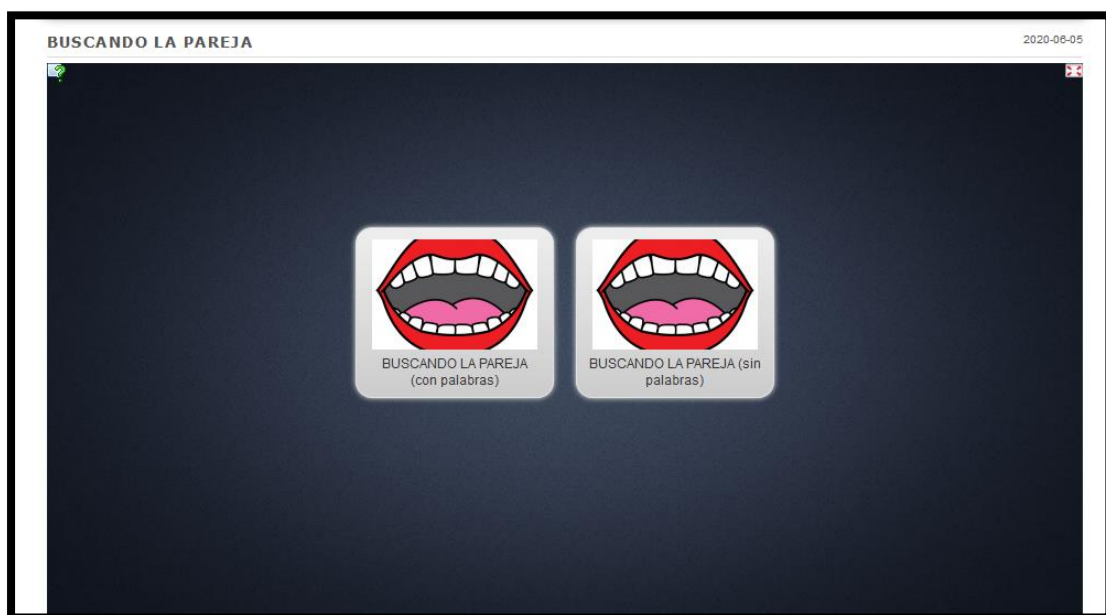 BUSCANDO LA PAREJA
2020-06-05
BUSCANDO LA PAREJA
(con palabras)
BUSCANDO LA PAREJA (sin
palabras)